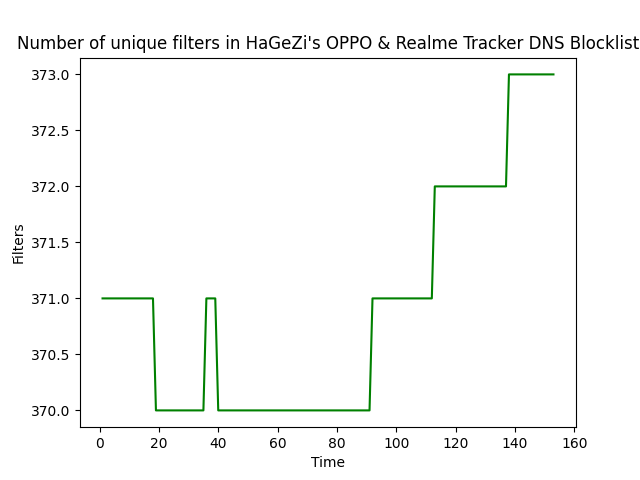 Number of unique filters in HaGeZi's OPPO & Realme Tracker DNS Blocklist
373.0
372.5
372.0
371.5
371.0
370.5
370.0
Filters
0 20 40 60 80 100 120 140 160
Time